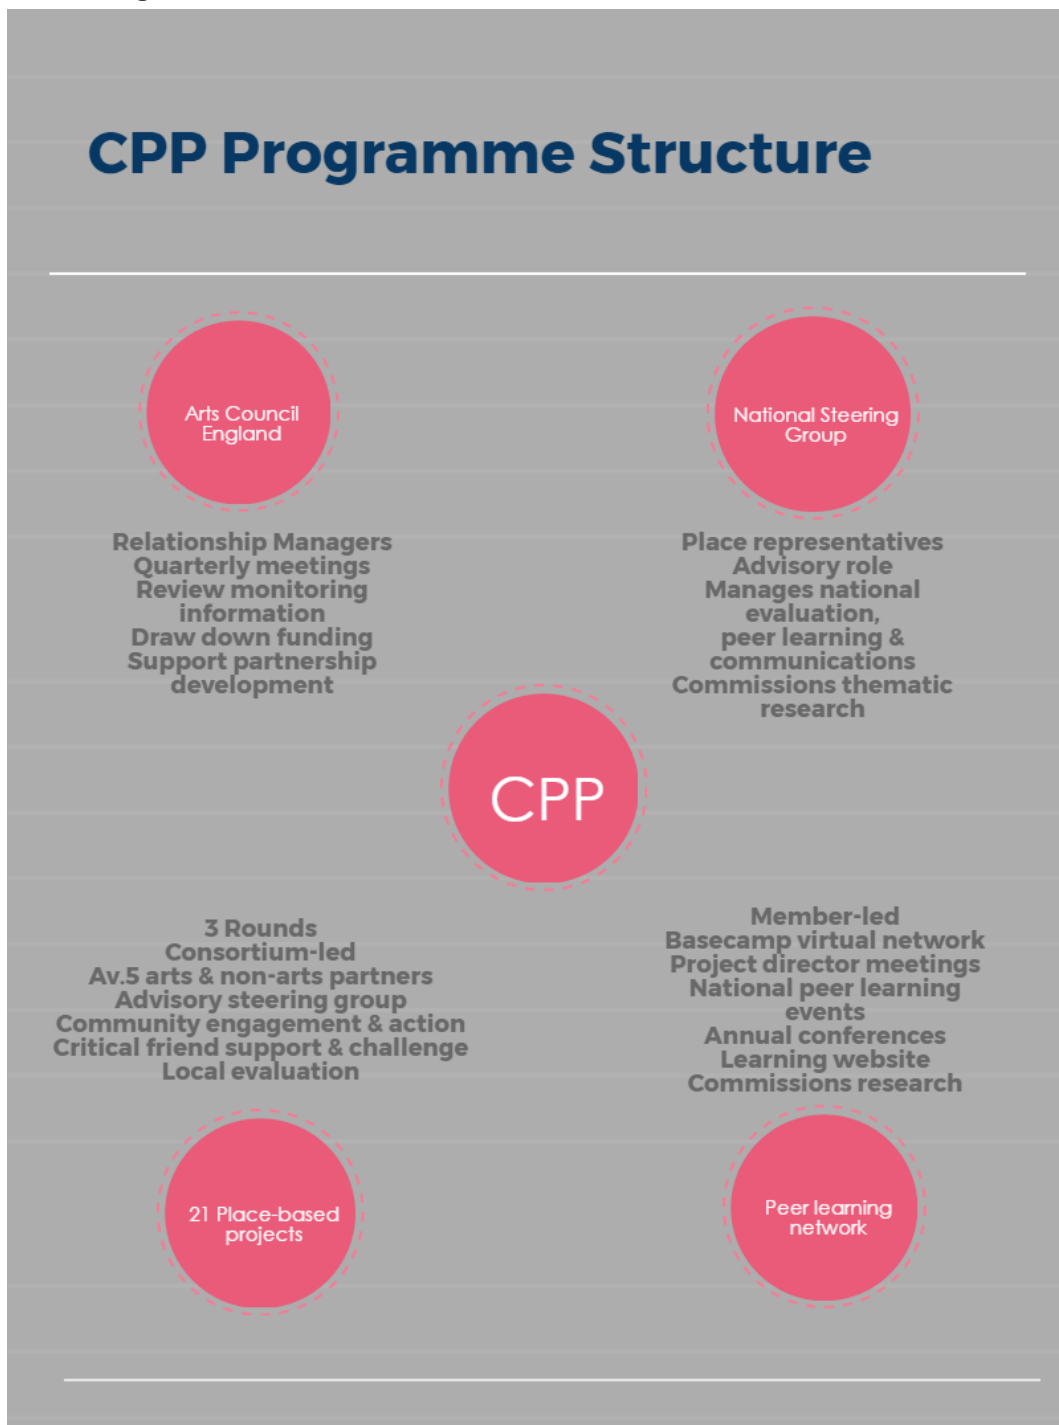 CPP Programme Structure
Arts Council
England
Relationship Managers
Quarterly meetings
Review monitoring
information
Draw down funding
Support partnership
development
National Steering
Group
Place representatives
Advisory role
Manages national
evaluation,
peer learning &
communications
Commissions thematic
research
CPP
3 Rounds
Consortium-led
Av.5 arts & non-arts partners
Advisory steering group
Community engagement & action
Critical friend support & challenge
Local evaluation
21 Place-based
projects
Member-led
Basecamp virtual network
Project director meetings
National peer learning
events
Annual conferences
Learning website
Commissions research
Peer learning
network